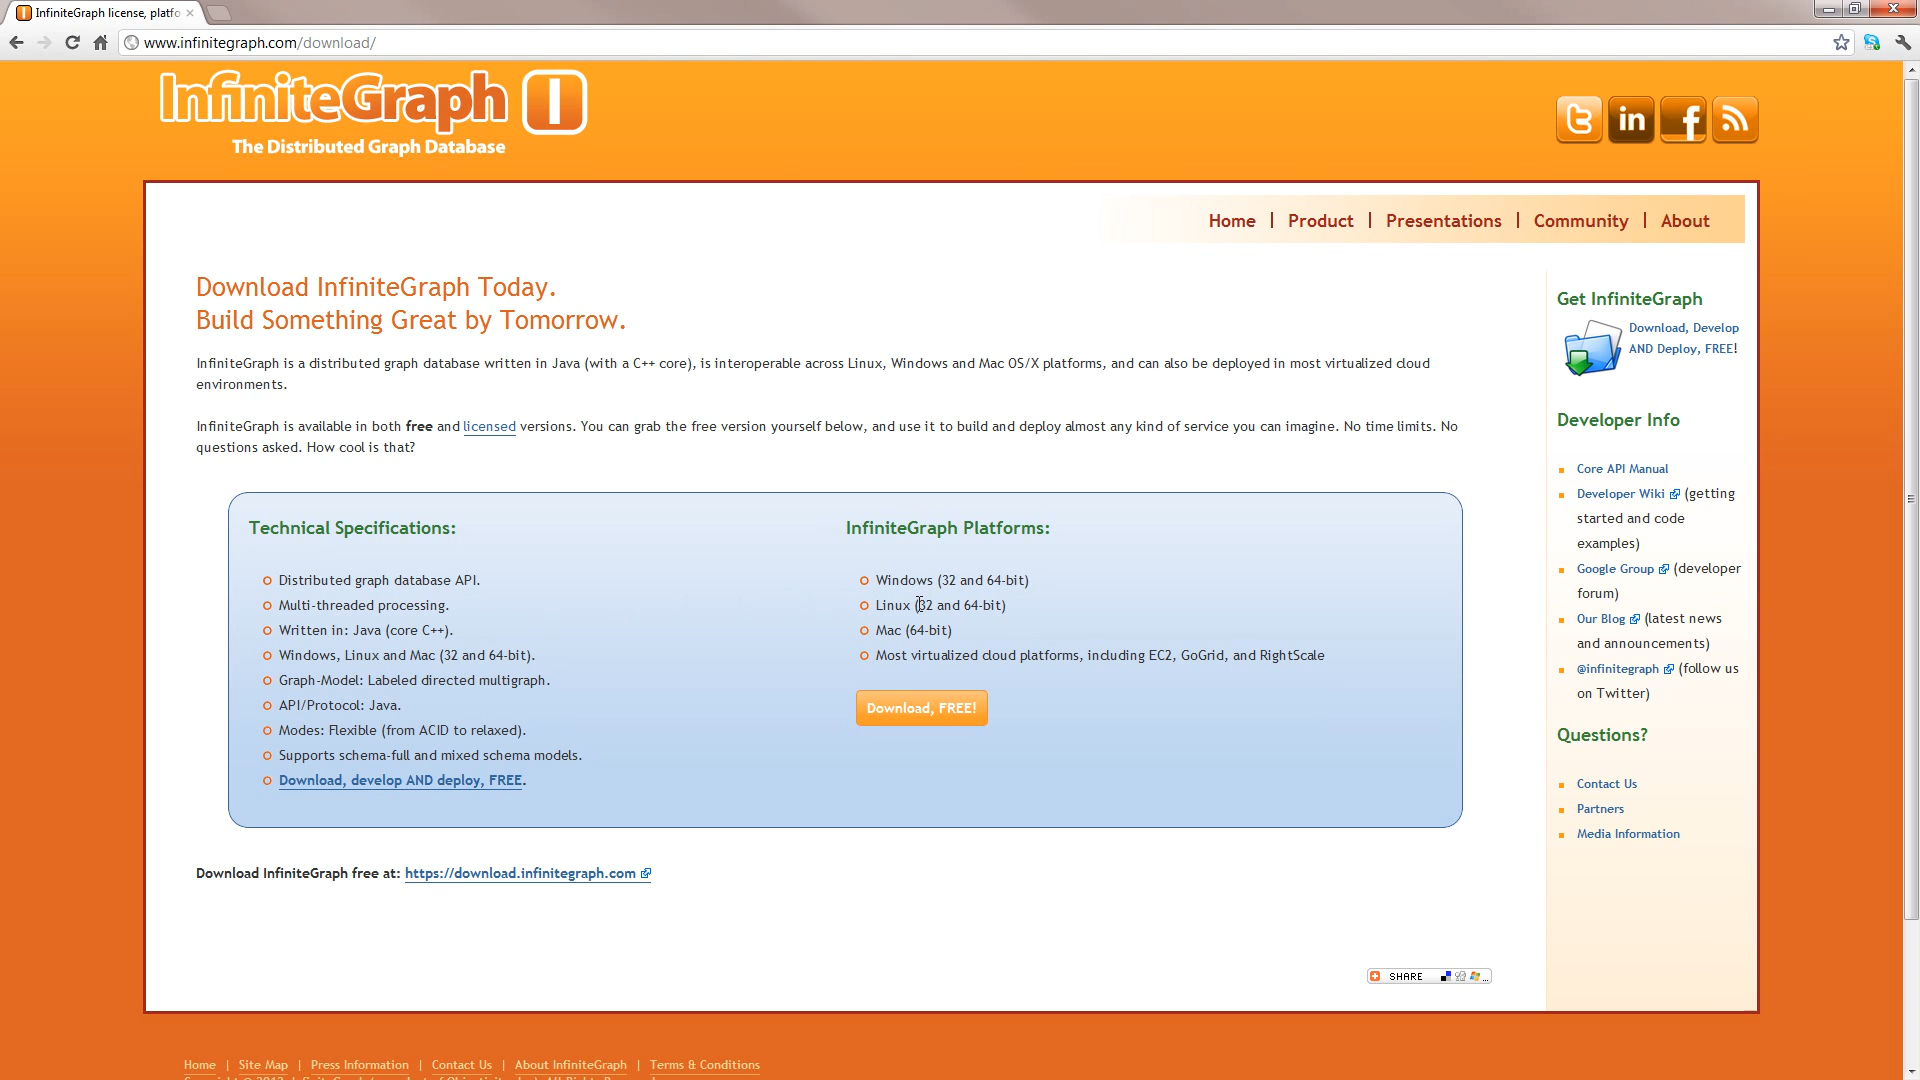 InfiniteGraph license, platfo
www.infinitegraph.com/download/
InfiniteGraph
The Distributed Graph Database
Home | Product | Presentations | Community | About
Download InfiniteGraph Today.
Build Something Great by Tomorrow.
InfiniteGraph is a distributed graph database written in Java (with a C++ core), is interoperable across Linux, Windows and Mac OS/X platforms, and can also be deployed in most virtualized cloud
environments.
InfiniteGraph is available in both free and licensed versions. You can grab the free version yourself below, and use it to build and deploy almost any kind of service you can imagine. No time limits. No
questions asked. How cool is that?
Technical Specifications:
Distributed graph database API.
Multi-threaded processing.
Written in: Java (core C++).
Windows, Linux and Mac (32 and 64-bit).
Graph-Model: Labeled directed multigraph.
API/Protocol: Java.
Modes: Flexible (from ACID to relaxed).
Supports schema-full and mixed schema models.
Download, develop AND deploy, FREE.
InfiniteGraph Platforms:
Windows (32 and 64-bit)
Linux (32 and 64-bit)
Mac (64-bit)
Most virtualized cloud platforms, including EC2, GoGrid, and RightScale
Download, FREE!
Download InfiniteGraph free at: https://download.infinitegraph.com
SHARE
Get InfiniteGraph
Download, Develop
AND Deploy, FREE!
Developer Info
Core API Manual
Developer Wiki (getting
started and code
examples)
Google Group (developer
forum)
Our Blog (latest news
and announcements)
@infinitegraph (follow us
on Twitter)
Questions?
Contact Us
Partners
Media Information
Home | Site Map | Press Information | Contact Us | About InfiniteGraph | Terms & Conditions